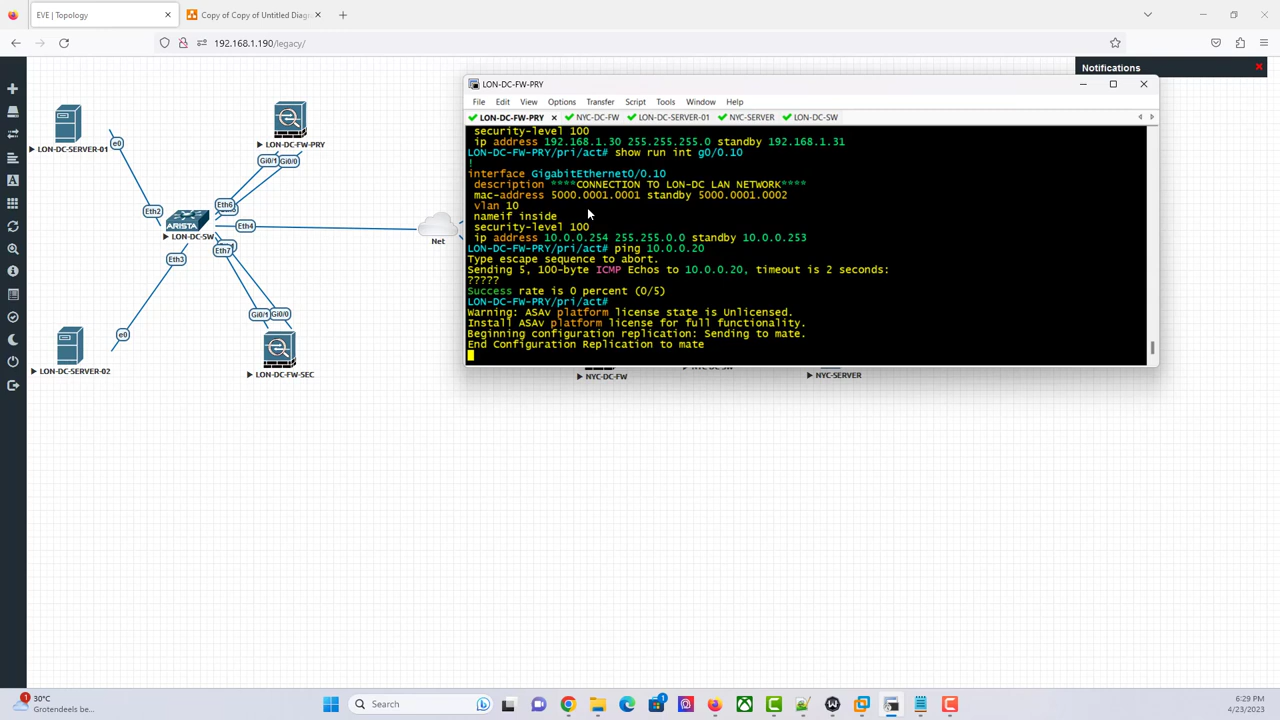 EVE | Topology
Copy of Copy of Untitled Diagra
192.168.1.190/legacy/
Notifications
LON-DC-FW-PRY
File Edit View Options Transfer Script Tools Window Help
LON-DC-FW-PRY NYC-DC-FW LON-DC-SERVER-01 NYC-SERVER LON-DC-SW
security-level 100
ip address 192.168.1.30 255.255.255.0 standby 192.168.1.31
LON-DC-FW-PRY/pri/act# show run int g0/0.10
!
interface GigabitEthernet0/0.10
description ****CONNECTION TO LON-DC LAN NETWORK****
mac-address 5000.0001.0001 standby 5000.0001.0002
vlan 10
nameif inside
security-level 100
ip address 10.0.0.254 255.255.0.0 standby 10.0.0.253
LON-DC-FW-PRY/pri/act# ping 10.0.0.20
Type escape sequence to abort.
Sending 5, 100-byte ICMP Echos to 10.0.0.20, timeout is 2 seconds:
?????
Success rate is 0 percent (0/5)
LON-DC-FW-PRY/pri/act#
Warning: ASAv platform license state is Unlicensed.
Install ASAv platform license for full functionality.
Beginning configuration replication: Sending to mate.
End Configuration Replication to mate
LON-DC-SERVER-01
e0
LON-DC-FW-PRY
Gi0/1 Gi0/0
Eth2
Eth6
ARISTA
LON-DC-SW
Eth4
Net
Eth3
Eth7
e0
Gi0/1 Gi0/0
LON-DC-SERVER-02
LON-DC-FW-SEC
NYC-DC-FW
NYC-SERVER
1
30°C
Grotendeels be...
Search
6:29 PM
4/23/2023